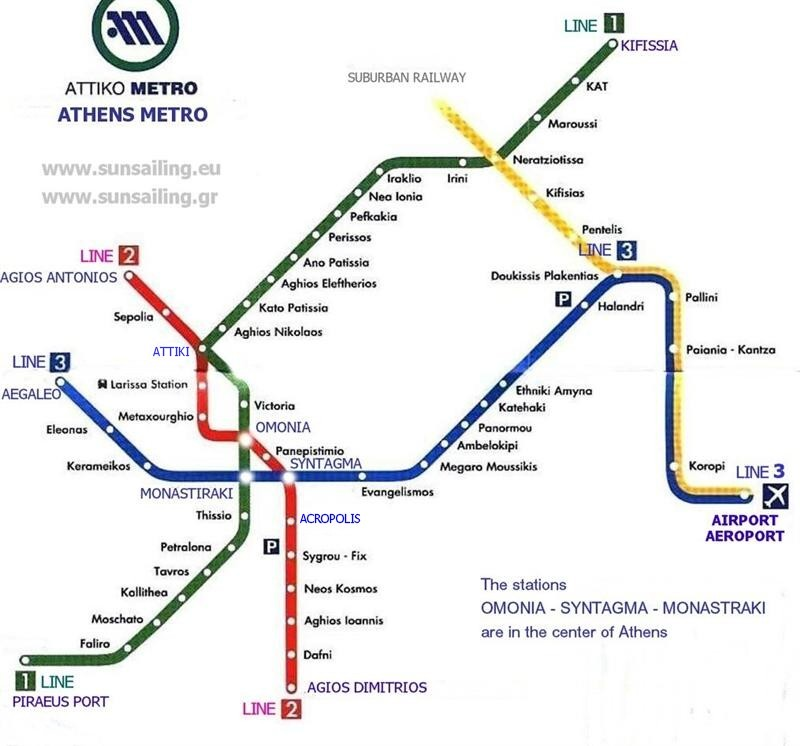 ATTIKO METRO
ATHENS METRO
www.sunsailing.eu
www.sunsailing.gr
SUBURBAN RAILWAY
LINE 1
KIFISSIA
KAT
Maroussi
Neratziotissa
Irini
Iraklio
Nea Ionia
Pefkakia
Perissos
Ano Patissia
Aghios Eleftherios
Kato Patissia
Aghios Nikolaos
Kifisias
Pentelis
LINE 3
Doukissis Plakentias
P
Halandri
Pallini
Paiania - Kantza
Koropi
LINE 3
AIRPORT
AEROPORT
LINE 2
AGIOS ANTONIOS
Sepolia
ATTIKI
Larissa Station
Metaxourghio
Victoria
OMONIA
Panepistimio
SYNTAGMA
LINE 3
AEGALEO
Eleonas
Kerameikos
MONASTIRAKI
Evangelismos
Megaro Moussikis
Ambelokipi
Panormou
Katehaki
Ethniki Amyna
Thissio
Petralona
Tavros
Kallithea
Moschato
Faliro
1 LINE
PIRAEUS PORT
ACROPOLIS
P
Sygrou - Fix
Neos Kosmos
Aghios Ioannis
Dafni
AGIOS DIMITRIOS
LINE 2
The stations
OMONIA - SYNTAGMA - MONASTRAKI
are in the center of Athens